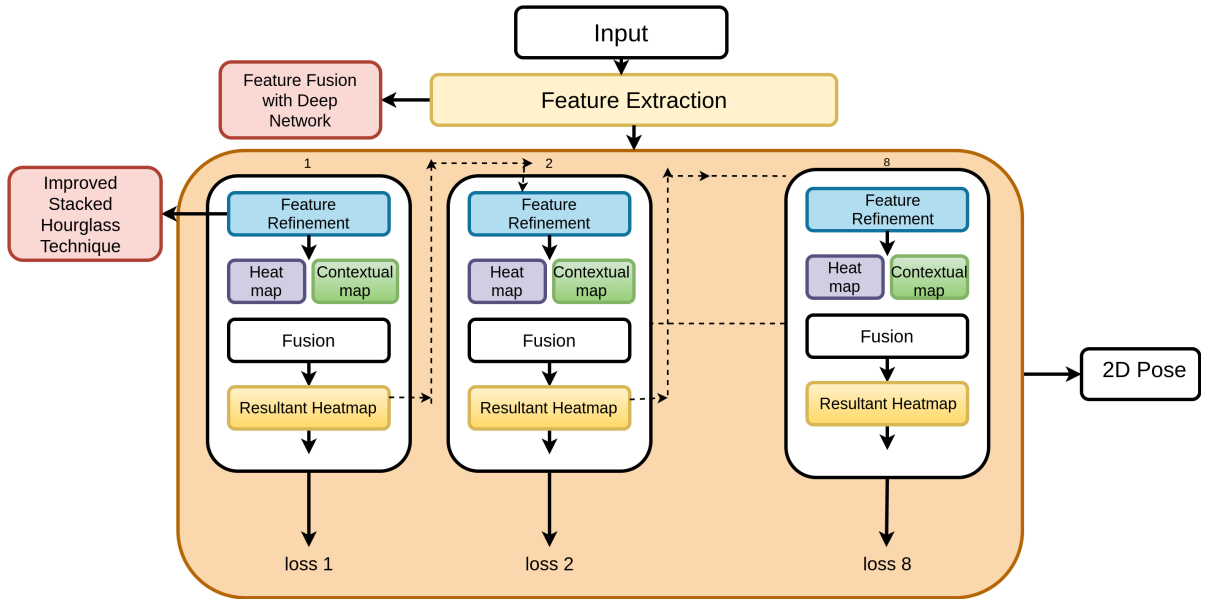 Input
Feature Fusion
with Deep
Network
Feature Extraction
Improved
Stacked
Hourglass
Technique
1
Feature
Refinement
Heat
map
Contextual
map
Fusion
Resultant Heatmap
loss 1
2
Feature
Refinement
Heat
map
Contextual
map
Fusion
Resultant Heatmap
loss 2
8
Feature
Refinement
Heat
map
Contextual
map
Fusion
Resultant Heatmap
loss 8
2D Pose